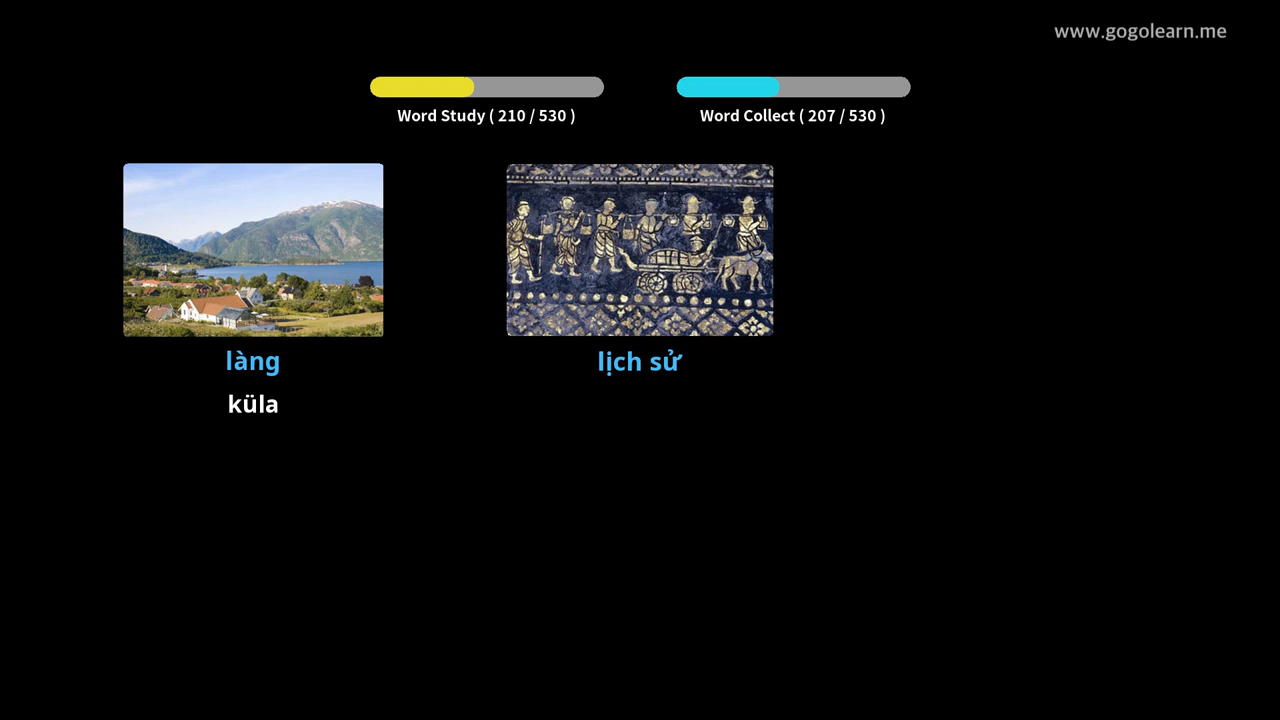 www.gogolearn.me
Word Study ( 210 / 530 )
Word Collect ( 207 / 530 )
làng
lịch sử
küla